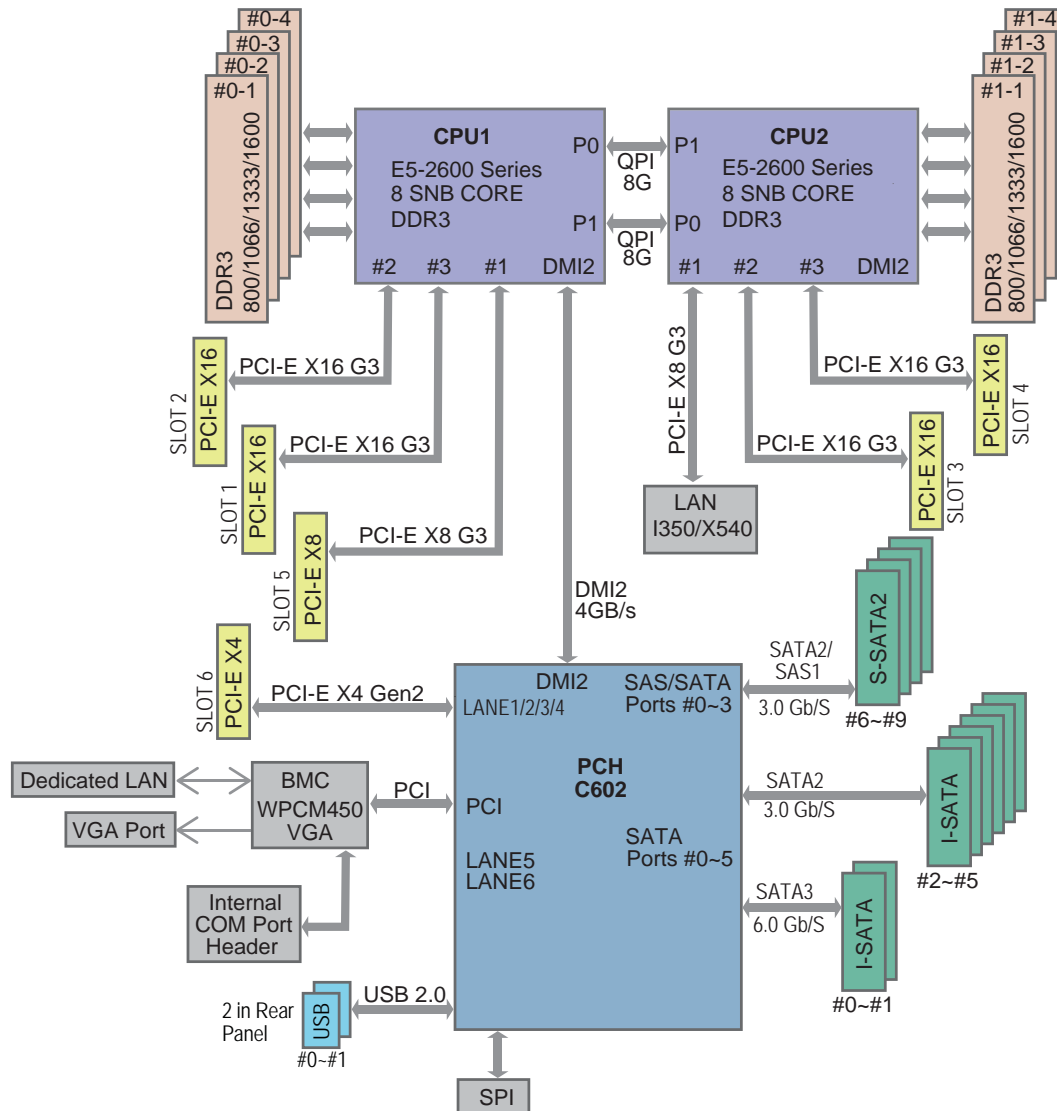 #0-4
#0-3
#0-2
#0-1
DDR3
800/1066/1333/1600
CPU1
E5-2600 Series
8 SNB CORE
DDR3
P0
P1
#2
#3
#1
DMI2
QPI
8G
QPI
8G
CPU2
E5-2600 Series
8 SNB CORE
DDR3
P1
P0
#1
#2
#3
DMI2
#1-4
#1-3
#1-2
#1-1
DDR3
800/1066/1333/1600
SLOT 2
PCI-E X16
PCI-E X16 G3
SLOT 1
PCI-E X16
PCI-E X16 G3
SLOT 5
PCI-E X8
PCI-E X8 G3
PCI-E X8 G3
LAN
I350/X540
PCI-E X16 G3
PCI-E X16
SLOT 4
PCI-E X16 G3
PCI-E X16
SLOT 3
DMI2
4GB/s
SLOT 6
PCI-E X4
PCI-E X4 Gen2
DMI2
LANE1/2/3/4
SAS/SATA
Ports #0~3
PCH
C602
PCI
SATA
Ports #0~5
LANE5
LANE6
SATA2/
SAS1
3.0 Gb/S
S-SATA2
#6~#9
SATA2
3.0 Gb/S
I-SATA
#2~#5
SATA3
6.0 Gb/S
I-SATA
#0~#1
Dedicated LAN
VGA Port
BMC
WPCM450
VGA
PCI
Internal
COM Port
Header
2 in Rear
Panel
USB
#0~#1
USB 2.0
SPI